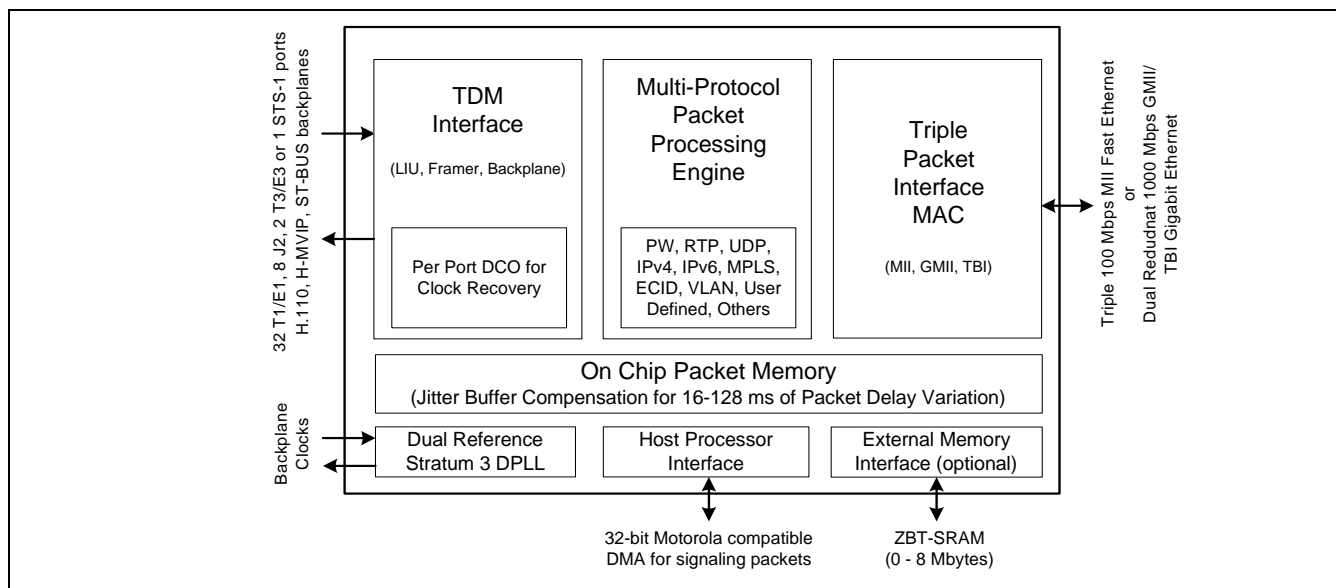 32 T1/E1, 8 J2, 2 T3/E3 or 1 STS-1 ports
H.110, H-MVIP, ST-BUS backplanes
TDM
Interface
(LIU, Framer, Backplane)
Per Port DCO for
Clock Recovery
Multi-Protocol
Packet
Processing
Engine
PW, RTP, UDP,
IPv4, IPv6, MPLS,
ECID, VLAN, User
Defined, Others
Triple
Packet
Interface
MAC
(MII, GMII, TBI)
Triple 100 Mbps MII Fast Ethernet
or
Dual Redudnat 1000 Mbps GMII/
TBI Gigabit Ethernet
On Chip Packet Memory
(Jitter Buffer Compensation for 16-128 ms of Packet Delay Variation)
Backplane
Clocks
Dual Reference
Stratum 3 DPLL
Host Processor
Interface
External Memory
Interface (optional)
32-bit Motorola compatible
DMA for signaling packets
ZBT-SRAM
(0 - 8 Mbytes)